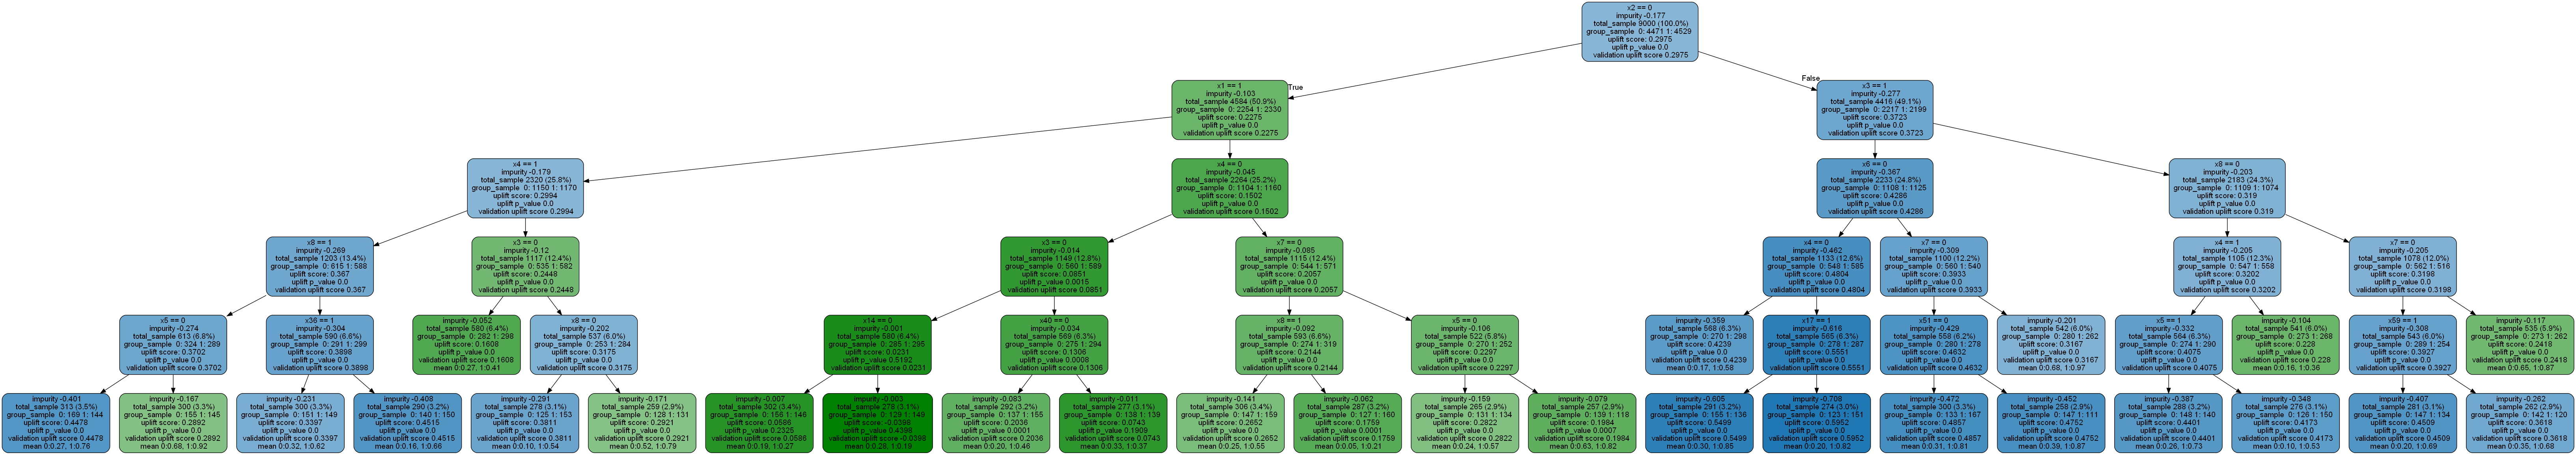 x2 == 0
impurity -0.177
total_sample 9000 (100.0%)
group_sample 0: 4471 1: 4529
uplift score: 0.2975
uplift p_value 0.0
validation uplift score 0.2975
True
False
x1 == 1
impurity -0.103
total_sample 4584 (50.9%)
group_sample 0: 2254 1: 2330
uplift score: 0.2275
uplift p_value 0.0
validation uplift score 0.2275
x3 == 1
impurity -0.277
total_sample 4416 (49.1%)
group_sample 0: 2217 1: 2199
uplift score: 0.3723
uplift p_value 0.0
validation uplift score 0.3723
x4 == 1
impurity -0.179
total_sample 2320 (25.8%)
group_sample 0: 1150 1: 1170
uplift score: 0.2994
uplift p_value 0.0
validation uplift score 0.2994
x4 == 0
impurity -0.045
total_sample 2264 (25.2%)
group_sample 0: 1104 1: 1160
uplift score: 0.1502
uplift p_value 0.0
validation uplift score 0.1502
x6 == 0
impurity -0.367
total_sample 2233 (24.8%)
group_sample 0: 1108 1: 1125
uplift score: 0.4286
uplift p_value 0.0
validation uplift score 0.4286
x8 == 0
impurity -0.203
total_sample 2183 (24.3%)
group_sample 0: 1109 1: 1074
uplift score: 0.319
uplift p_value 0.0
validation uplift score 0.319
x8 == 1
impurity -0.269
total_sample 1203 (13.4%)
group_sample 0: 615 1: 588
uplift score: 0.367
uplift p_value 0.0
validation uplift score 0.367
x3 == 0
impurity -0.12
total_sample 1117 (12.4%)
group_sample 0: 535 1: 582
uplift score: 0.2448
uplift p_value 0.0
validation uplift score 0.2448
x3 == 0
impurity -0.014
total_sample 1149 (12.8%)
group_sample 0: 560 1: 589
uplift score: 0.0851
uplift p_value 0.0015
validation uplift score 0.0851
x7 == 0
impurity -0.085
total_sample 1115 (12.4%)
group_sample 0: 544 1: 571
uplift score: 0.2057
uplift p_value 0.0
validation uplift score 0.2057
x4 == 0
impurity -0.462
total_sample 1133 (12.6%)
group_sample 0: 548 1: 585
uplift score: 0.4804
uplift p_value 0.0
validation uplift score 0.4804
x7 == 0
impurity -0.309
total_sample 1100 (12.2%)
group_sample 0: 560 1: 540
uplift score: 0.3933
uplift p_value 0.0
validation uplift score 0.3933
x4 == 1
impurity -0.205
total_sample 1105 (12.3%)
group_sample 0: 547 1: 558
uplift score: 0.3202
uplift p_value 0.0
validation uplift score 0.3202
x7 == 0
impurity -0.205
total_sample 1078 (12.0%)
group_sample 0: 562 1: 516
uplift score: 0.3198
uplift p_value 0.0
validation uplift score 0.3198
x5 == 0
impurity -0.274
total_sample 613 (6.8%)
group_sample 0: 324 1: 289
uplift score: 0.3702
uplift p_value 0.0
validation uplift score 0.3702
x36 == 1
impurity -0.304
total_sample 590 (6.6%)
group_sample 0: 291 1: 299
uplift score: 0.3898
uplift p_value 0.0
validation uplift score 0.3898
impurity -0.052
total_sample 580 (6.4%)
group_sample 0: 282 1: 298
uplift score: 0.1608
uplift p_value 0.0
validation uplift score 0.1608
mean 0:0.27, 1:0.41
x8 == 0
impurity -0.202
total_sample 537 (6.0%)
group_sample 0: 253 1: 284
uplift score: 0.3175
uplift p_value 0.0
validation uplift score 0.3175
x14 == 0
impurity -0.001
total_sample 580 (6.4%)
group_sample 0: 285 1: 295
uplift score: 0.0231
uplift p_value 0.5192
validation uplift score 0.0231
x40 == 0
impurity -0.034
total_sample 569 (6.3%)
group_sample 0: 275 1: 294
uplift score: 0.1306
uplift p_value 0.0008
validation uplift score 0.1306
x8 == 1
impurity -0.092
total_sample 593 (6.6%)
group_sample 0: 274 1: 319
uplift score: 0.2144
uplift p_value 0.0
validation uplift score 0.2144
x5 == 0
impurity -0.106
total_sample 522 (5.8%)
group_sample 0: 270 1: 252
uplift score: 0.2297
uplift p_value 0.0
validation uplift score 0.2297
impurity -0.359
total_sample 568 (6.3%)
group_sample 0: 270 1: 298
uplift score: 0.4239
uplift p_value 0.0
validation uplift score 0.4239
mean 0:0.17, 1:0.58
x17 == 1
impurity -0.616
total_sample 565 (6.3%)
group_sample 0: 278 1: 287
uplift score: 0.5551
uplift p_value 0.0
validation uplift score 0.5551
x51 == 0
impurity -0.429
total_sample 558 (6.2%)
group_sample 0: 280 1: 278
uplift score: 0.4632
uplift p_value 0.0
validation uplift score 0.4632
impurity -0.201
total_sample 542 (6.0%)
group_sample 0: 280 1: 262
uplift score: 0.3167
uplift p_value 0.0
validation uplift score 0.3167
mean 0:0.68, 1:0.97
x5 == 1
impurity -0.332
total_sample 564 (6.3%)
group_sample 0: 274 1: 290
uplift score: 0.4075
uplift p_value 0.0
validation uplift score 0.4075
impurity -0.104
total_sample 541 (6.0%)
group_sample 0: 273 1: 268
uplift score: 0.228
uplift p_value 0.0
validation uplift score 0.228
mean 0:0.16, 1:0.36
x59 == 1
impurity -0.308
total_sample 543 (6.0%)
group_sample 0: 289 1: 254
uplift score: 0.3927
uplift p_value 0.0
validation uplift score 0.3927
impurity -0.117
total_sample 535 (5.9%)
group_sample 0: 273 1: 262
uplift score: 0.2418
uplift p_value 0.0
validation uplift score 0.2418
mean 0:0.65, 1:0.87
impurity -0.401
total_sample 313 (3.5%)
group_sample 0: 169 1: 144
uplift score: 0.4478
uplift p_value 0.0
validation uplift score 0.4478
mean 0:0.27, 1:0.76
impurity -0.167
total_sample 300 (3.3%)
group_sample 0: 155 1: 145
uplift score: 0.2892
uplift p_value 0.0
validation uplift score 0.2892
mean 0:0.68, 1:0.92
impurity -0.231
total_sample 300 (3.3%)
group_sample 0: 151 1: 149
uplift score: 0.3397
uplift p_value 0.0
validation uplift score 0.3397
mean 0:0.32, 1:0.62
impurity -0.408
total_sample 290 (3.2%)
group_sample 0: 140 1: 150
uplift score: 0.4515
uplift p_value 0.0
validation uplift score 0.4515
mean 0:0.16, 1:0.66
impurity -0.291
total_sample 278 (3.1%)
group_sample 0: 125 1: 153
uplift score: 0.3811
uplift p_value 0.0
validation uplift score 0.3811
mean 0:0.10, 1:0.54
impurity -0.171
total_sample 259 (2.9%)
group_sample 0: 128 1: 131
uplift score: 0.2921
uplift p_value 0.0
validation uplift score 0.2921
mean 0:0.52, 1:0.79
impurity -0.007
total_sample 302 (3.4%)
group_sample 0: 156 1: 146
uplift score: 0.0586
uplift p_value 0.2325
validation uplift score 0.0586
mean 0:0.19, 1:0.27
impurity -0.003
total_sample 278 (3.1%)
group_sample 0: 129 1: 149
uplift score: -0.0398
uplift p_value 0.4398
validation uplift score -0.0398
mean 0:0.28, 1:0.19
impurity -0.083
total_sample 292 (3.2%)
group_sample 0: 137 1: 155
uplift score: 0.2036
uplift p_value 0.0001
validation uplift score 0.2036
mean 0:0.20, 1:0.46
impurity -0.011
total_sample 277 (3.1%)
group_sample 0: 138 1: 139
uplift score: 0.0743
uplift p_value 0.1909
validation uplift score 0.0743
mean 0:0.33, 1:0.37
impurity -0.141
total_sample 306 (3.4%)
group_sample 0: 147 1: 159
uplift score: 0.2652
uplift p_value 0.0
validation uplift score 0.2652
mean 0:0.25, 1:0.55
impurity -0.062
total_sample 287 (3.2%)
group_sample 0: 127 1: 160
uplift score: 0.1759
uplift p_value 0.0001
validation uplift score 0.1759
mean 0:0.05, 1:0.21
impurity -0.159
total_sample 265 (2.9%)
group_sample 0: 131 1: 134
uplift score: 0.2822
uplift p_value 0.0
validation uplift score 0.2822
mean 0:0.24, 1:0.57
impurity -0.079
total_sample 257 (2.9%)
group_sample 0: 139 1: 118
uplift score: 0.1984
uplift p_value 0.0007
validation uplift score 0.1984
mean 0:0.63, 1:0.82
impurity -0.605
total_sample 291 (3.2%)
group_sample 0: 155 1: 136
uplift score: 0.5499
uplift p_value 0.0
validation uplift score 0.5499
mean 0:0.30, 1:0.85
impurity -0.708
total_sample 274 (3.0%)
group_sample 0: 123 1: 151
uplift score: 0.5952
uplift p_value 0.0
validation uplift score 0.5952
mean 0:0.20, 1:0.82
impurity -0.472
total_sample 300 (3.3%)
group_sample 0: 133 1: 167
uplift score: 0.4857
uplift p_value 0.0
validation uplift score 0.4857
mean 0:0.31, 1:0.81
impurity -0.452
total_sample 258 (2.9%)
group_sample 0: 147 1: 111
uplift score: 0.4752
uplift p_value 0.0
validation uplift score 0.4752
mean 0:0.39, 1:0.87
impurity -0.387
total_sample 288 (3.2%)
group_sample 0: 148 1: 140
uplift score: 0.4401
uplift p_value 0.0
validation uplift score 0.4401
mean 0:0.26, 1:0.73
impurity -0.348
total_sample 276 (3.1%)
group_sample 0: 126 1: 150
uplift score: 0.4173
uplift p_value 0.0
validation uplift score 0.4173
mean 0:0.10, 1:0.53
impurity -0.407
total_sample 281 (3.1%)
group_sample 0: 147 1: 134
uplift score: 0.4509
uplift p_value 0.0
validation uplift score 0.4509
mean 0:0.20, 1:0.69
impurity -0.262
total_sample 262 (2.9%)
group_sample 0: 142 1: 120
uplift score: 0.3618
uplift p_value 0.0
validation uplift score 0.3618
mean 0:0.35, 1:0.68